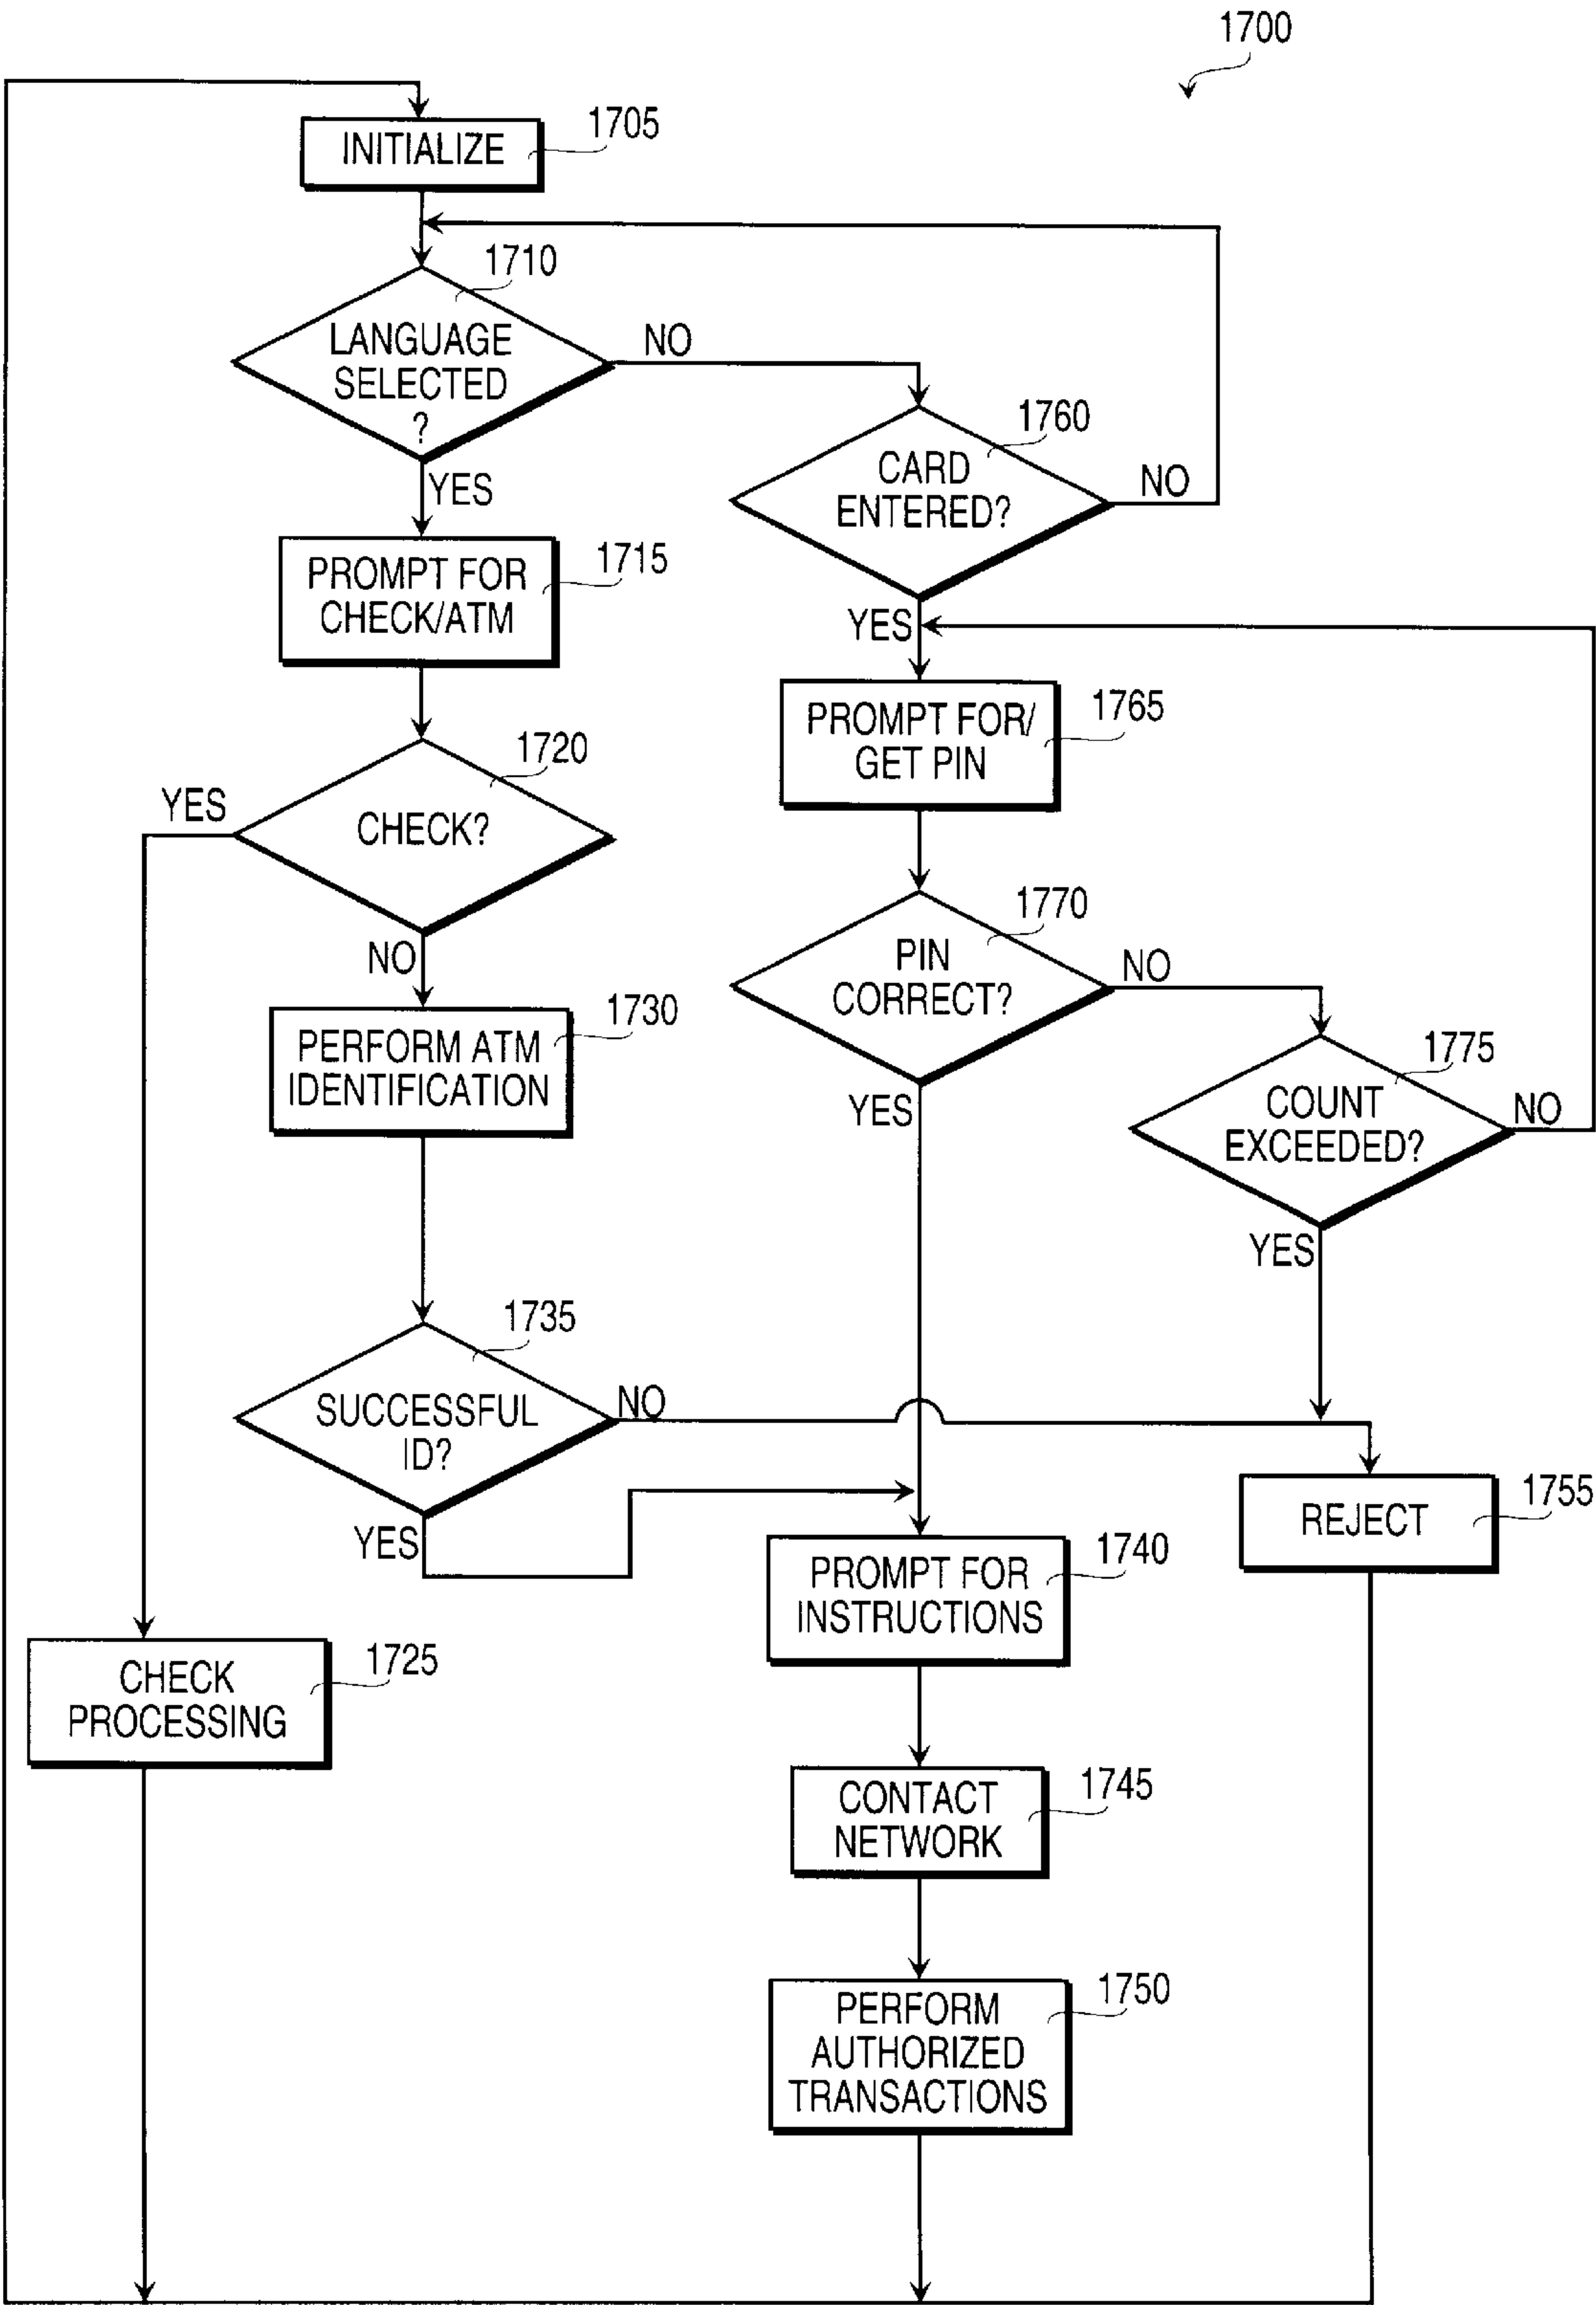 1700
INITIALIZE
1705
1710
LANGUAGE
SELECTED
?
NO
YES
1760
CARD
ENTERED?
NO
YES
PROMPT FOR
CHECK/ATM
1715
PROMPT FOR/
GET PIN
1765
1720
CHECK?
YES
NO
1770
PIN
CORRECT?
NO
YES
PERFORM ATM
IDENTIFICATION
1730
1775
COUNT
EXCEEDED?
NO
YES
1735
SUCCESSFUL
ID?
NO
YES
REJECT
1755
PROMPT FOR
INSTRUCTIONS
1740
CHECK
PROCESSING
1725
CONTACT
NETWORK
1745
PERFORM
AUTHORIZED
TRANSACTIONS
1750